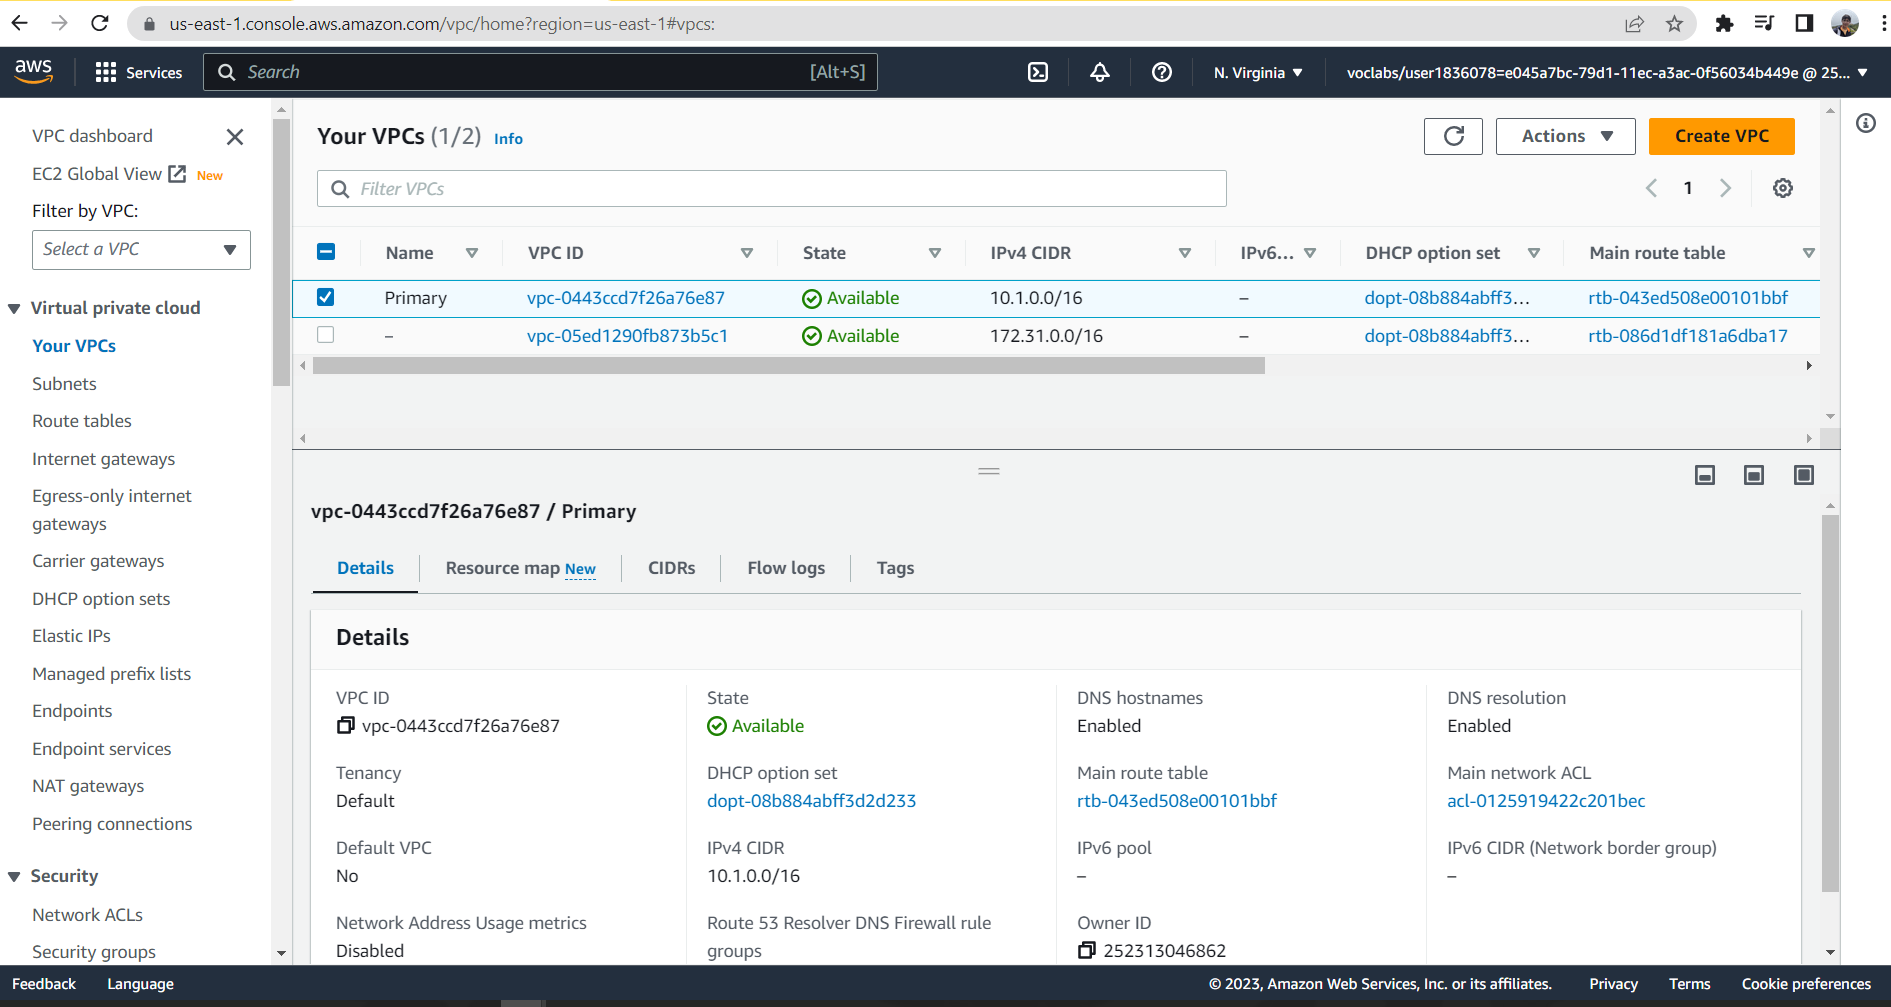 us-east-1.console.aws.amazon.com/vpc/home?region=us-east-1#vpcs:
aws
Services
Search
[Alt+S]
N. Virginia
voclabs/user1836078=e045a7bc-79d1-11ec-a3ac-0f56034b449e @ 25...
VPC dashboard
EC2 Global View New
Filter by VPC:
Select a VPC
Virtual private cloud
Your VPCs
Subnets
Route tables
Internet gateways
Egress-only internet
gateways
Carrier gateways
DHCP option sets
Elastic IPs
Managed prefix lists
Endpoints
Endpoint services
NAT gateways
Peering connections
Security
Network ACLs
Security groups
Your VPCs (1/2) Info
Actions
Create VPC
Filter VPCs
1
Name VPC ID State IPv4 CIDR IPv6... DHCP option set Main route table
Primary vpc-0443ccd7f26a76e87 Available 10.1.0.0/16 – dopt-08b884abff3... rtb-043ed508e00101bbf
– vpc-05ed1290fb873b5c1 Available 172.31.0.0/16 – dopt-08b884abff3... rtb-086d1df181a6dba17
vpc-0443ccd7f26a76e87 / Primary
Details Resource map New CIDRs Flow logs Tags
Details
VPC ID
vpc-0443ccd7f26a76e87
State
Available
DNS hostnames
Enabled
DNS resolution
Enabled
Tenancy
Default
DHCP option set
dopt-08b884abff3d2d233
Main route table
rtb-043ed508e00101bbf
Main network ACL
acl-0125919422c201bec
Default VPC
No
IPv4 CIDR
10.1.0.0/16
IPv6 pool
–
IPv6 CIDR (Network border group)
–
Network Address Usage metrics
Disabled
Route 53 Resolver DNS Firewall rule
groups
Owner ID
252313046862
Feedback Language © 2023, Amazon Web Services, Inc. or its affiliates. Privacy Terms Cookie preferences